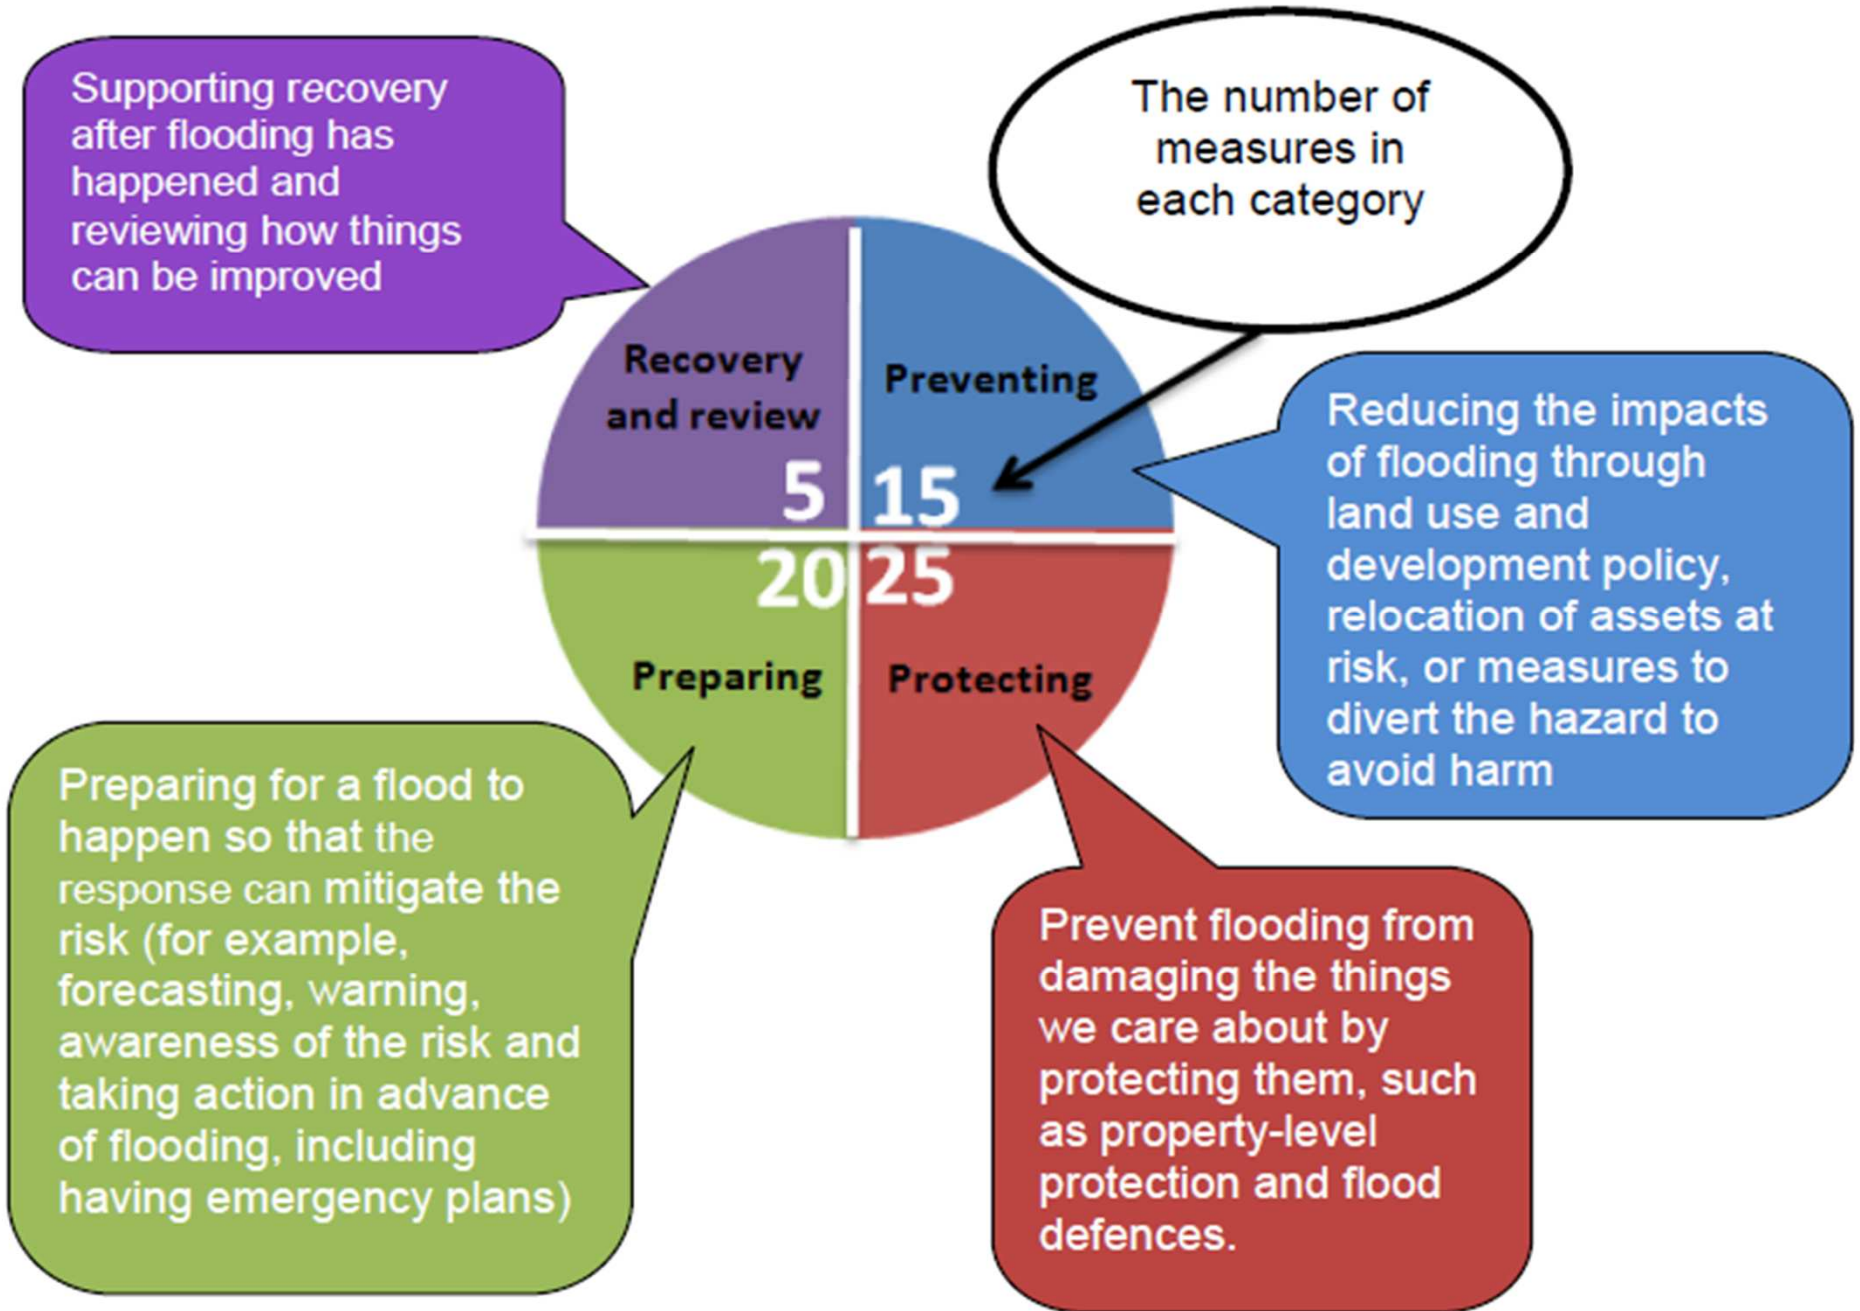 Supporting recovery
after flooding has
happened and
reviewing how things
can be improved
The number of
measures in
each category
Recovery
and review
5
Preventing
15
Reducing the impacts
of flooding through
land use and
development policy,
relocation of assets at
risk, or measures to
divert the hazard to
avoid harm
20
Preparing
25
Protecting
Preparing for a flood to
happen so that the
response can mitigate the
risk (for example,
forecasting, warning,
awareness of the risk and
taking action in advance
of flooding, including
having emergency plans)
Prevent flooding from
damaging the things
we care about by
protecting them, such
as property-level
protection and flood
defences.